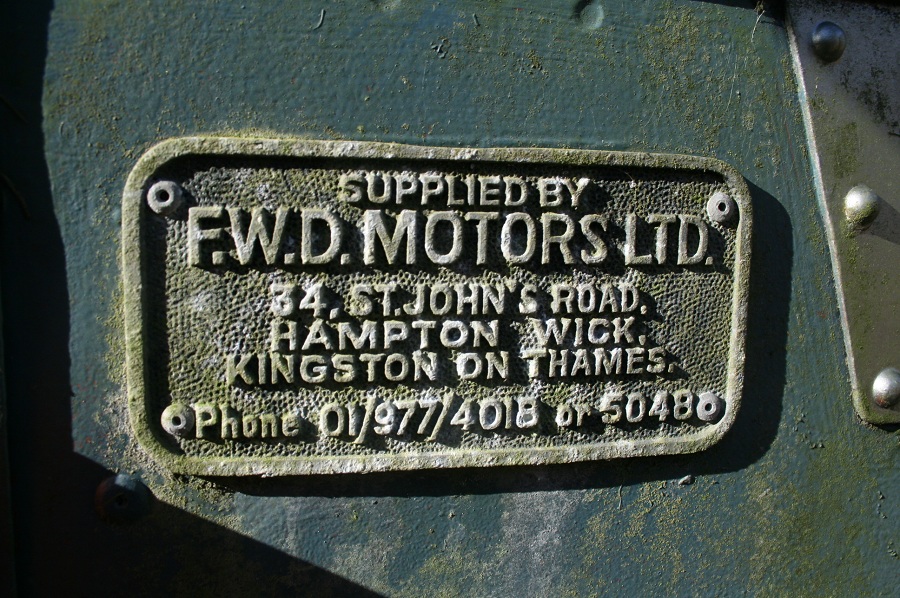 SUPPLIED BY
F.W.D. MOTORS LTD.
34, ST. JOHN'S ROAD,
HAMPTON WICK,
KINGSTON ON THAMES.
Phone 01/977/4018 or 5048